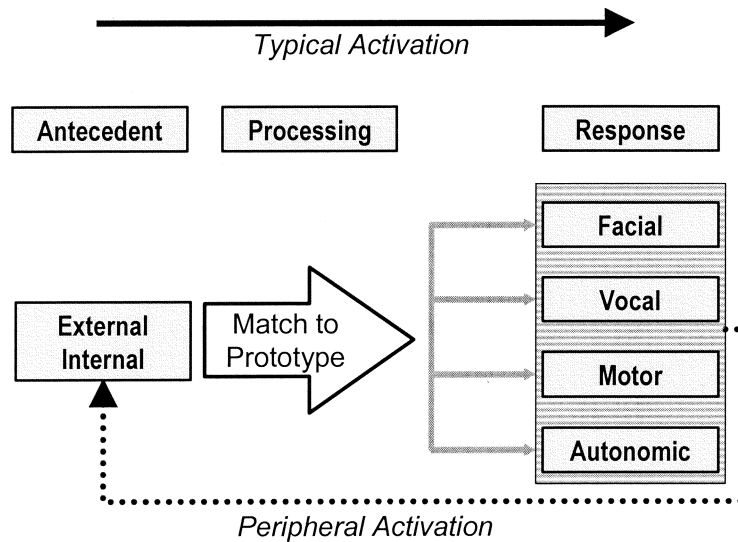 Typical Activation
Antecedent
Processing
Response
Facial
External
Internal
Match to
Prototype
Vocal
Motor
Autonomic
Peripheral Activation